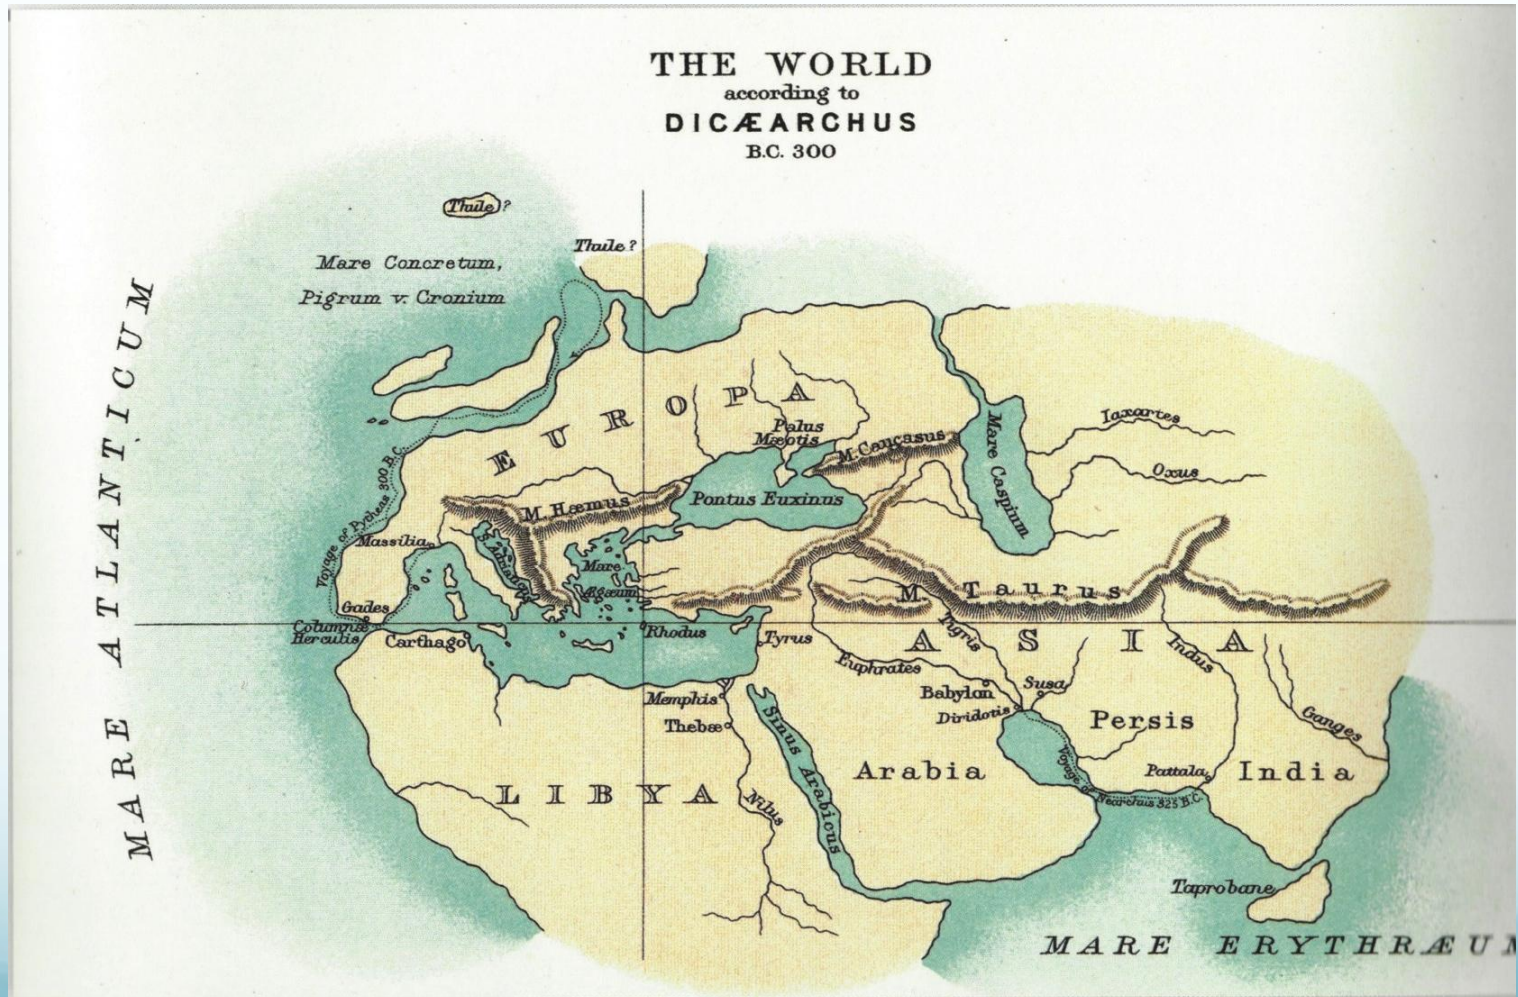 THE WORLD
according to
DICÆARCHUS
B.C. 300
Thule?
Thule?
Mare Concretum,
Pigrum v. Cronium
MARE ATLANTICUM
EUROPA
Palus
Mæotis
M. Caucasus
Mare Caspium
Iaxartes
Oxus
Voyage of Pytheas 300 B.C.
M. Hæmus
Pontus Euxinus
Massilia
S. Adriaticus
Mare
Ægæum
M. Taurus
Gades
Columnæ
Herculis
Carthago
Rhodus
Tyrus
ASIA
Tigris
Indus
Euphrates
Babylon
Susa
Diridotis
Memphis
Thebæ
Persis
Ganges
Sinus Arabicus
Arabia
Voyage of Nearchus 325 B.C.
Pattala
India
LIBYA
Nilus
Taprobane
MARE ERYTHRÆUM